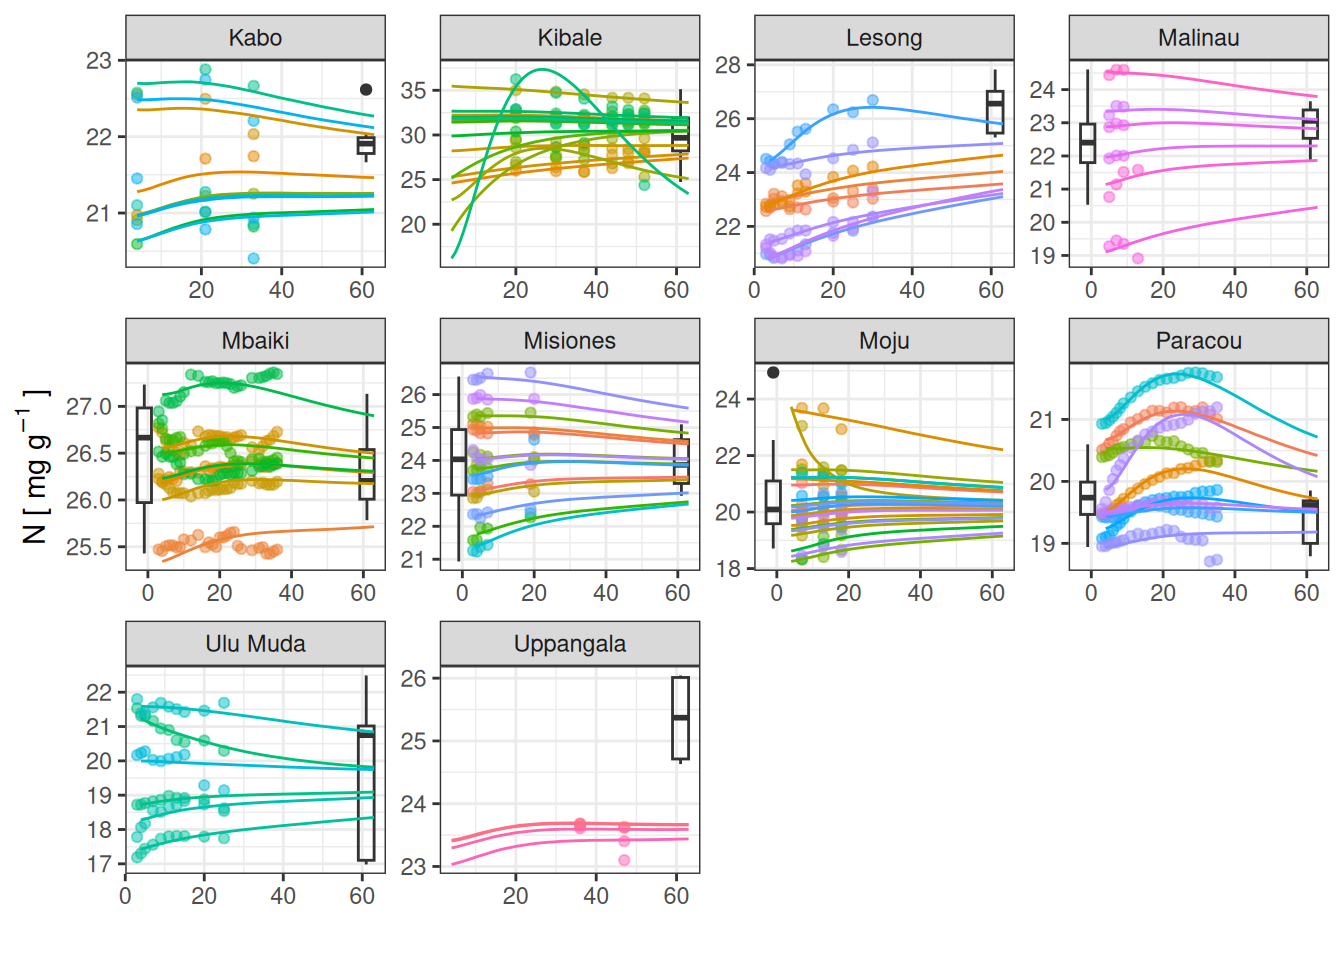 Kabo Kibale Lesong Malinau
23 22 21
35 30 25 20
28 26 24 22
24 23 22 21 20 19
20 40 60 20 40 60 0 20 40 60 0 20 40 60
Mbaiki Misiones Moju Paracou
N [ mg g−1 ]
27.0 26.5 26.0 25.5
26 25 24 23 22 21
24 22 20 18
21 20 19
0 20 40 60 0 20 40 60 0 20 40 60 0 20 40 60
Ulu Muda Uppangala
22 21 20 19 18 17
26 25 24 23
0 20 40 60 20 40 60